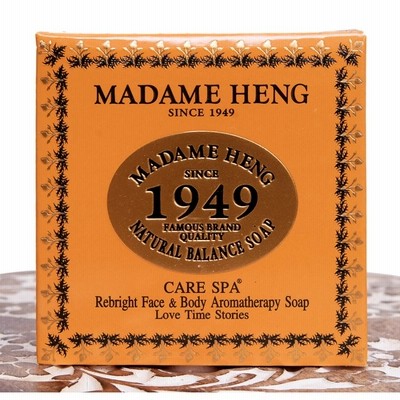 MADAME HENG
SINCE 1949
MADAME HENG
SINCE
1949
FAMOUS BRAND
QUALITY
NATURAL BALANCE SOAP
CARE SPA®
Rebright Face & Body Aromatherapy Soap
Love Time Stories